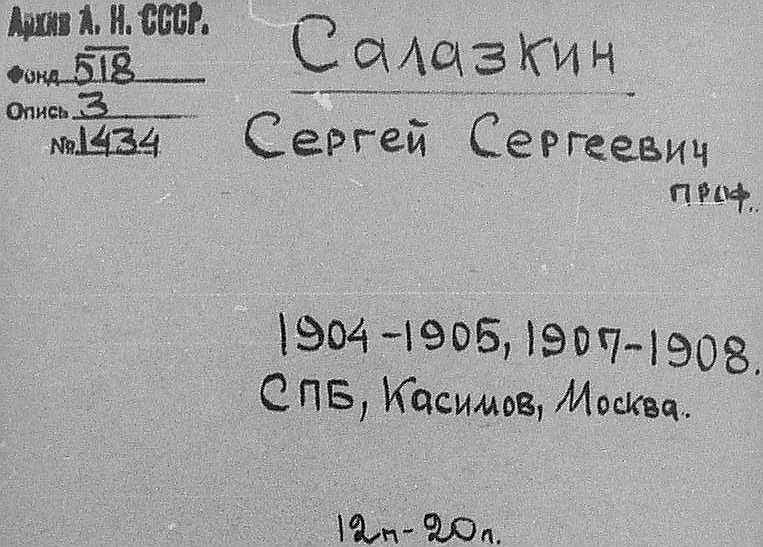 Архив А. Н. СССР.
Фонд 518
Опись 3
№ 1434
Салазкин
Сергей Сергеевич
проф.
1904-1905, 1907-1908.
СПБ, Касимов, Москва.
12п-20л.